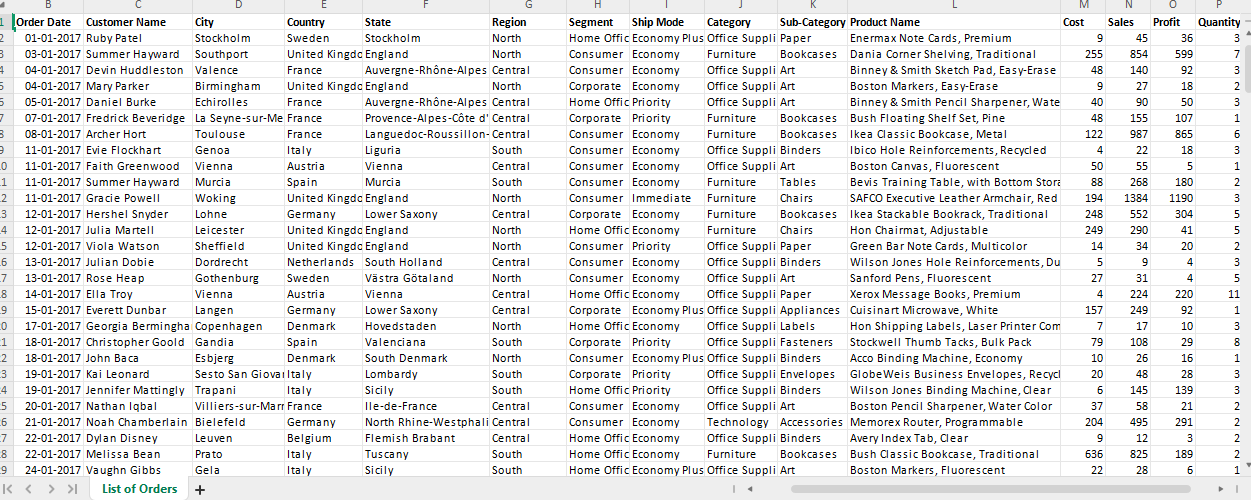 B C D E F G H I J K L M N O P
1 Order Date Customer Name City Country State Region Segment Ship Mode Category Sub-Category Product Name Cost Sales Profit Quantity
2 01-01-2017 Ruby Patel Stockholm Sweden Stockholm North Home Offic Economy Plus Office Suppli Paper Enermax Note Cards, Premium 9 45 36 3
3 03-01-2017 Summer Hayward Southport United Kingdo England North Consumer Economy Furniture Bookcases Dania Corner Shelving, Traditional 255 854 599 7
4 04-01-2017 Devin Huddleston Valence France Auvergne-Rhône-Alpes Central Consumer Economy Office Suppli Art Binney & Smith Sketch Pad, Easy-Erase 48 140 92 3
5 04-01-2017 Mary Parker Birmingham United Kingdo England North Corporate Economy Office Suppli Art Boston Markers, Easy-Erase 9 27 18 2
6 05-01-2017 Daniel Burke Echirolles France Auvergne-Rhône-Alpes Central Home Offic Priority Office Suppli Art Binney & Smith Pencil Sharpener, Wate 40 90 50 3
7 07-01-2017 Fredrick Beveridge La Seyne-sur-Me France Provence-Alpes-Côte d' Central Corporate Priority Furniture Bookcases Bush Floating Shelf Set, Pine 48 155 107 1
8 08-01-2017 Archer Hort Toulouse France Languedoc-Roussillon- Central Consumer Economy Furniture Bookcases Ikea Classic Bookcase, Metal 122 987 865 6
9 11-01-2017 Evie Flockhart Genoa Italy Liguria South Consumer Economy Office Suppli Binders Ibico Hole Reinforcements, Recycled 4 22 18 3
10 11-01-2017 Faith Greenwood Vienna Austria Vienna Central Consumer Economy Office Suppli Art Boston Canvas, Fluorescent 50 55 5 1
11 11-01-2017 Summer Hayward Murcia Spain Murcia South Consumer Economy Furniture Tables Bevis Training Table, with Bottom Stora 88 268 180 2
12 11-01-2017 Gracie Powell Woking United Kingdo England North Consumer Immediate Furniture Chairs SAFCO Executive Leather Armchair, Red 194 1384 1190 3
13 12-01-2017 Hershel Snyder Lohne Germany Lower Saxony Central Corporate Economy Furniture Bookcases Ikea Stackable Bookrack, Traditional 248 552 304 5
14 12-01-2017 Julia Martell Leicester United Kingdo England North Home Offic Economy Furniture Chairs Hon Chairmat, Adjustable 249 290 41 5
15 12-01-2017 Viola Watson Sheffield United Kingdo England North Consumer Priority Office Suppli Paper Green Bar Note Cards, Multicolor 14 34 20 2
16 13-01-2017 Julian Dobie Dordrecht Netherlands South Holland Central Consumer Economy Office Suppli Binders Wilson Jones Hole Reinforcements, Du 5 9 4 3
17 13-01-2017 Rose Heap Gothenburg Sweden Västra Götaland North Consumer Economy Office Suppli Art Sanford Pens, Fluorescent 27 31 4 5
18 14-01-2017 Ella Troy Vienna Austria Vienna Central Home Offic Economy Office Suppli Paper Xerox Message Books, Premium 4 224 220 11
19 15-01-2017 Everett Dunbar Langen Germany Lower Saxony Central Corporate Economy Plus Office Suppli Appliances Cuisinart Microwave, White 157 249 92 1
20 17-01-2017 Georgia Bermingha Copenhagen Denmark Hovedstaden North Home Offic Economy Office Suppli Labels Hon Shipping Labels, Laser Printer Com 7 17 10 3
21 18-01-2017 Christopher Goold Gandia Spain Valenciana South Corporate Priority Office Suppli Fasteners Stockwell Thumb Tacks, Bulk Pack 79 108 29 8
22 18-01-2017 John Baca Esbjerg Denmark South Denmark North Consumer Economy Plus Office Suppli Binders Acco Binding Machine, Economy 10 26 16 1
23 19-01-2017 Kai Leonard Sesto San Giova Italy Lombardy South Corporate Priority Office Suppli Envelopes GlobeWeis Business Envelopes, Recycl 20 48 28 3
24 19-01-2017 Jennifer Mattingly Trapani Italy Sicily South Home Offic Priority Office Suppli Binders Wilson Jones Binding Machine, Clear 6 145 139 3
25 20-01-2017 Nathan Iqbal Villiers-sur-Marr France Ile-de-France Central Consumer Economy Office Suppli Art Boston Pencil Sharpener, Water Color 37 58 21 2
26 21-01-2017 Noah Chamberlain Bielefeld Germany North Rhine-Westphali Central Consumer Economy Technology Accessories Memorex Router, Programmable 204 495 291 2
27 22-01-2017 Dylan Disney Leuven Belgium Flemish Brabant Central Home Offic Economy Office Suppli Binders Avery Index Tab, Clear 9 12 3 2
28 22-01-2017 Melissa Bean Prato Italy Tuscany South Home Offic Economy Furniture Bookcases Bush Classic Bookcase, Traditional 636 825 189 2
29 24-01-2017 Vaughn Gibbs Gela Italy Sicily South Home Offic Economy Plus Office Suppli Art Boston Markers, Fluorescent 22 28 6 1
List of Orders